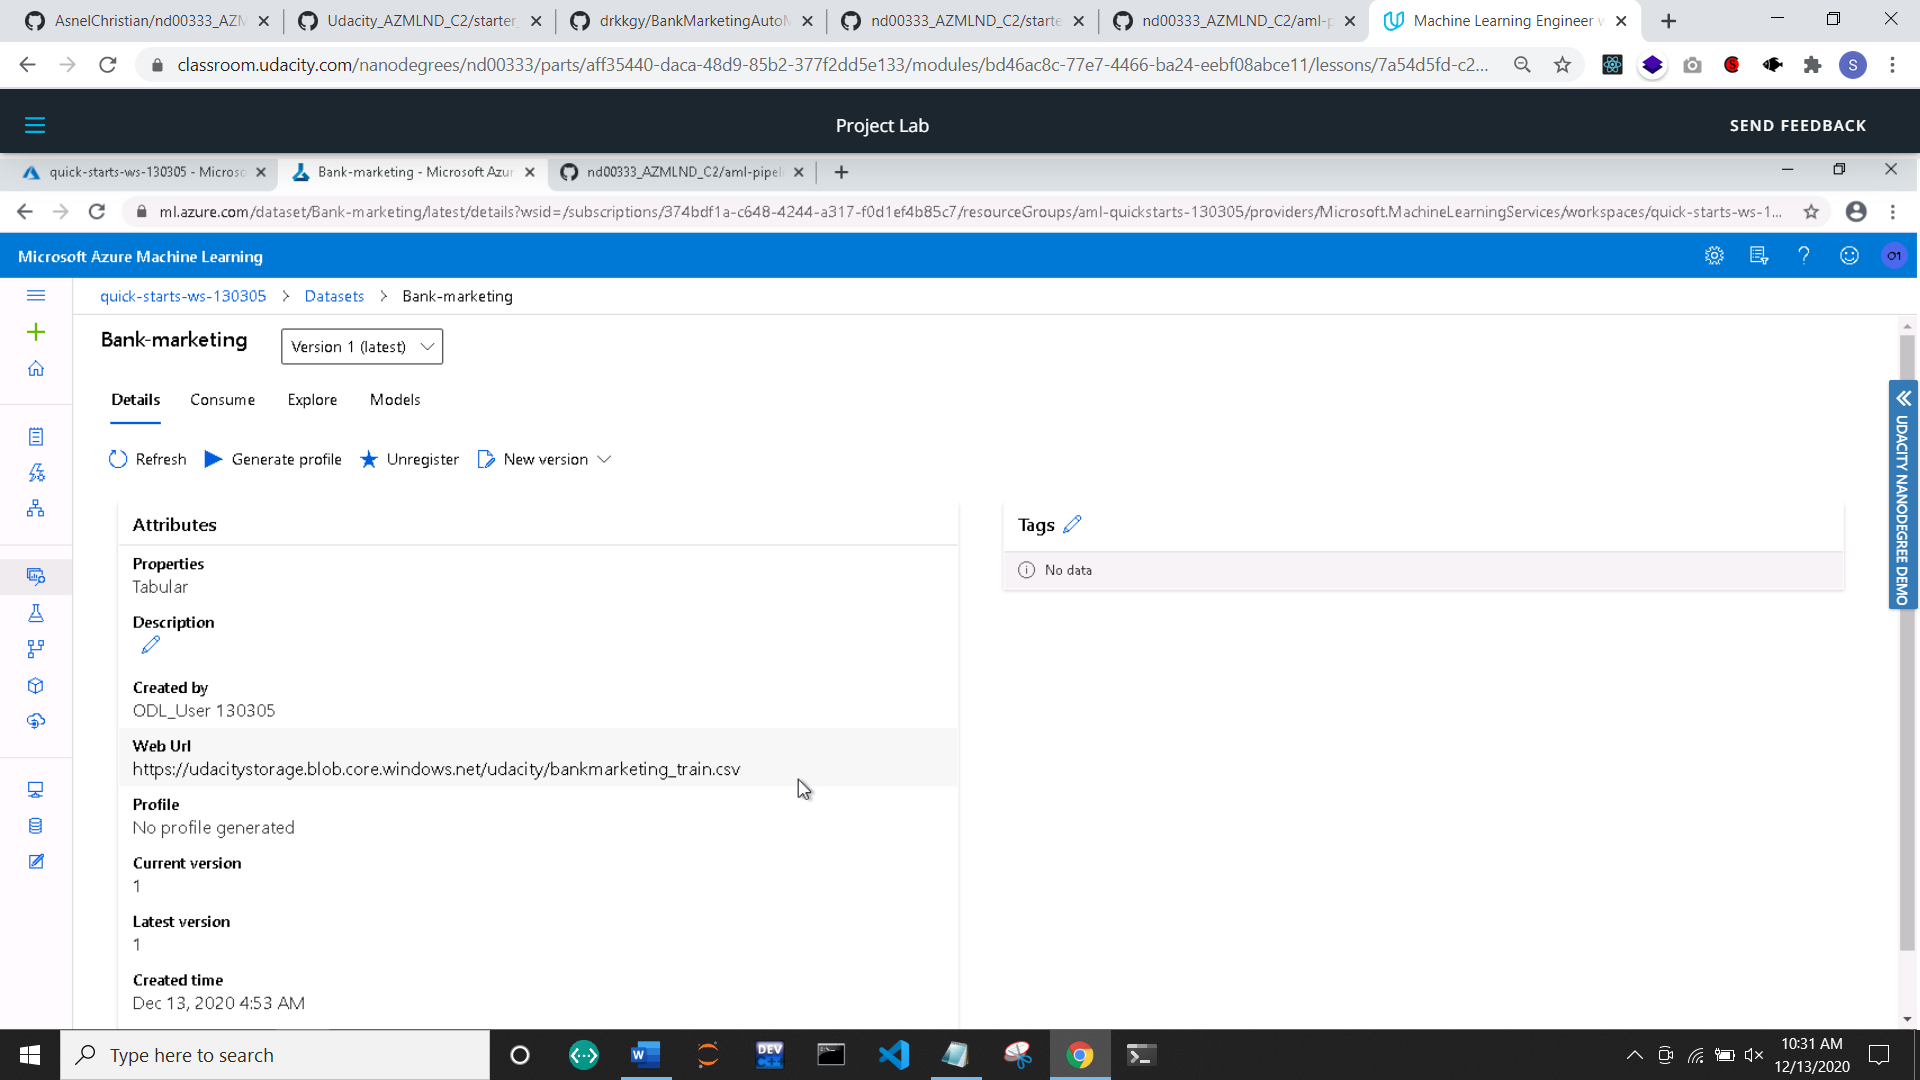 AsnelChristian/nd00333_AZM
Udacity_AZMLND_C2/starter_
drkkgy/BankMarketingAutoM
nd00333_AZMLND_C2/starte
nd00333_AZMLND_C2/aml-p
Machine Learning Engineer w
classroom.udacity.com/nanodegrees/nd00333/parts/aff35440-daca-48d9-85b2-377f2dd5e133/modules/bd46ac8c-77e7-4466-ba24-eebf08abce11/lessons/7a54d5fd-c2...
S
S
Project Lab
SEND FEEDBACK
quick-starts-ws-130305 - Microso
Bank-marketing - Microsoft Azur
nd00333_AZMLND_C2/aml-pipel
ml.azure.com/dataset/Bank-marketing/latest/details?wsid=/subscriptions/374bdf1a-c648-4244-a317-f0d1ef4b85c7/resourceGroups/aml-quickstarts-130305/providers/Microsoft.MachineLearningServices/workspaces/quick-starts-ws-1...
Microsoft Azure Machine Learning
?
O1
quick-starts-ws-130305 > Datasets > Bank-marketing
Bank-marketing
Version 1 (latest)
Details
Consume
Explore
Models
Refresh
Generate profile
Unregister
New version
Attributes
Properties
Tabular
Description
Created by
ODL_User 130305
Web Url
https://udacitystorage.blob.core.windows.net/udacity/bankmarketing_train.csv
Profile
No profile generated
Current version
1
Latest version
1
Created time
Dec 13, 2020 4:53 AM
Tags
No data
UDACITY NANODEGREE DEMO
Type here to search
W
DEV
C++
10:31 AM
12/13/2020